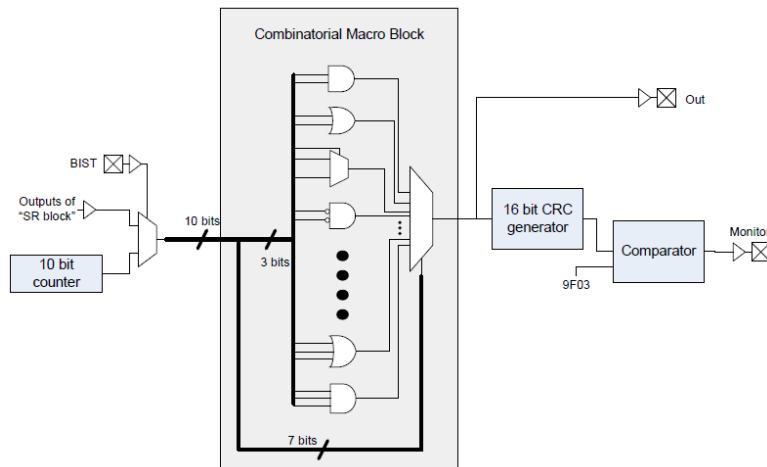 Combinatorial Macro Block
Out
BIST
Outputs of
"SR block"
10 bits
3 bits
10 bit
counter
16 bit CRC
generator
Comparator
Monitor
9F03
7 bits